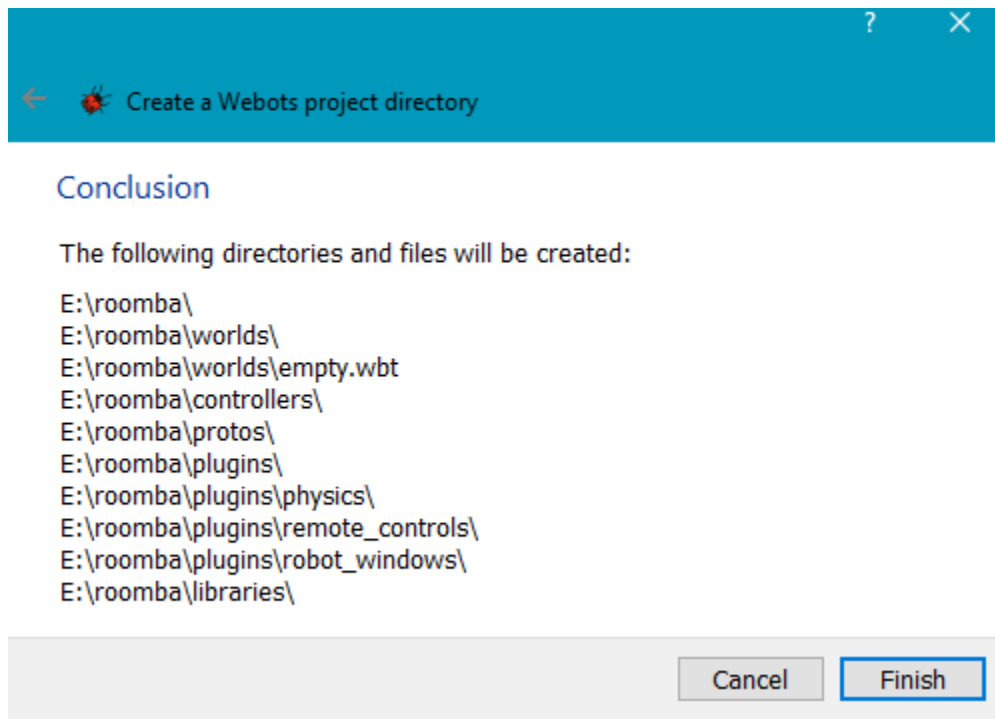 ?
Create a Webots project directory
Conclusion
The following directories and files will be created:
E:\roomba\
E:\roomba\worlds\
E:\roomba\worlds\empty.wbt
E:\roomba\controllers\
E:\roomba\protos\
E:\roomba\plugins\
E:\roomba\plugins\physics\
E:\roomba\plugins\remote_controls\
E:\roomba\plugins\robot_windows\
E:\roomba\libraries\
Cancel Finish